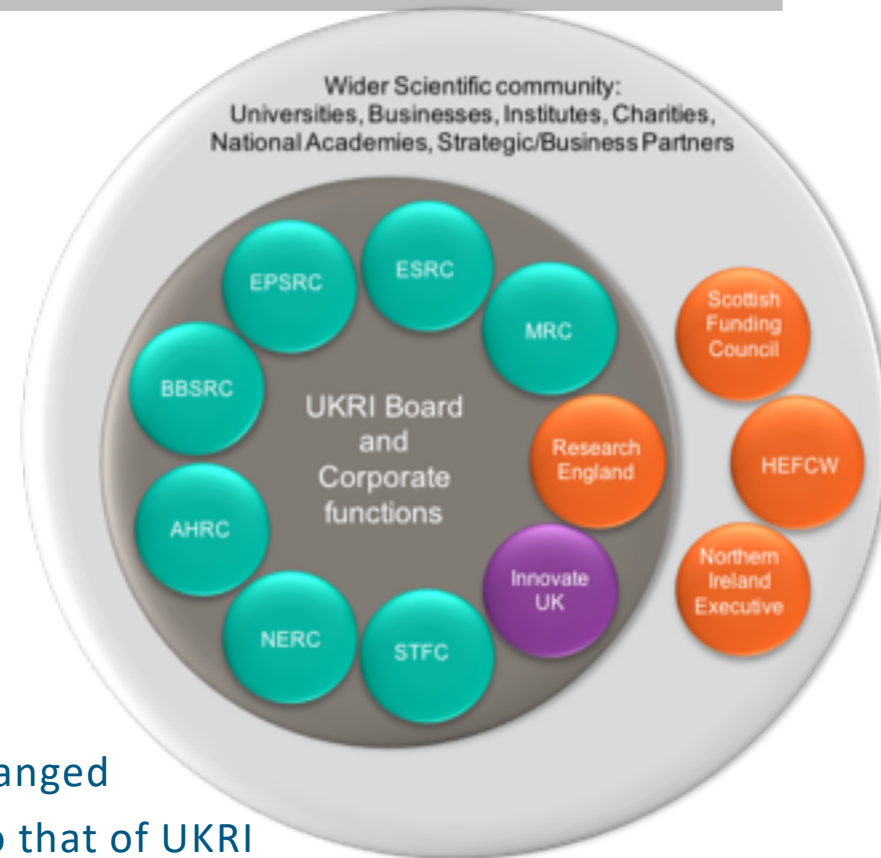 Wider Scientific community:
Universities, Businesses, Institutes, Charities,
National Academies, Strategic/Business Partners
EPSRC
ESRC
MRC
BBSRC
AHRC
NERC
STFC
UKRI Board
and
Corporate
functions
Research
England
Innovate
UK
Scottish
Funding
Council
HEFCW
Northern
Ireland
Executive
anged
that of UKRI